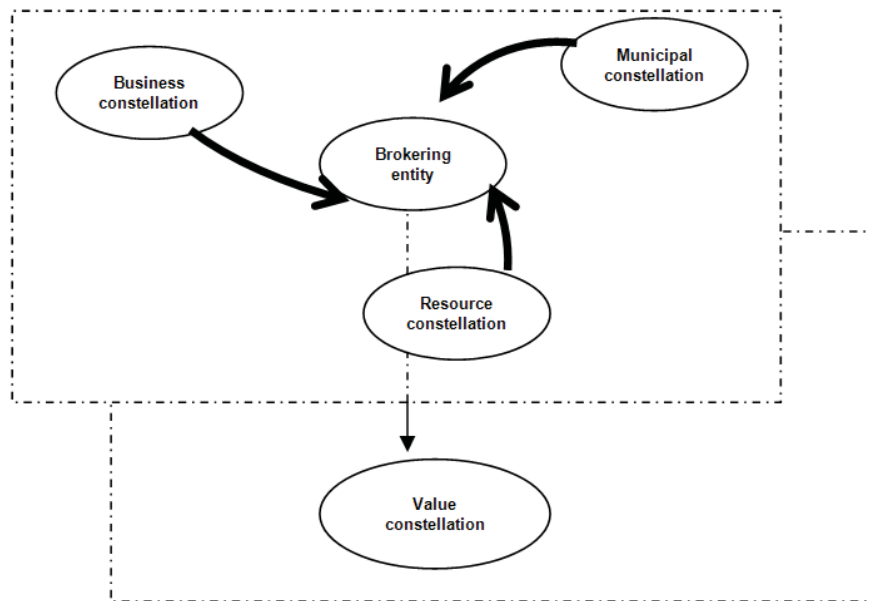 Business
constellation
Municipal
constellation
Brokering
entity
Resource
constellation
Value
constellation